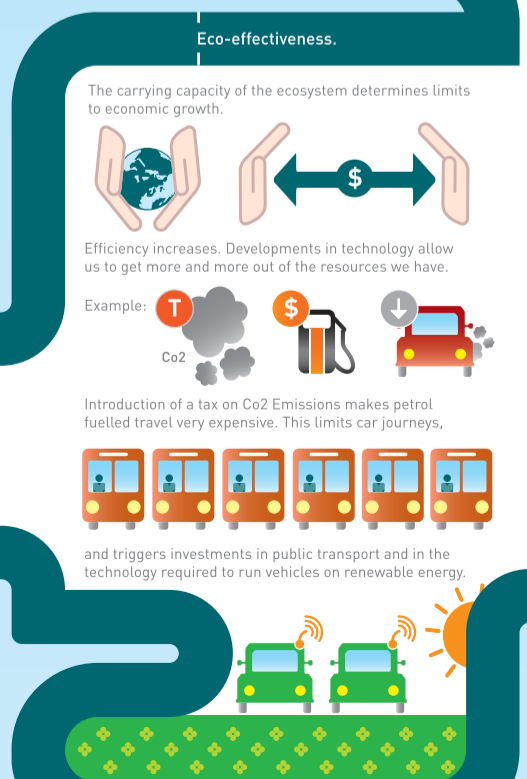 Eco-effectiveness.
The carrying capacity of the ecosystem determines limits
to economic growth.
$
Efficiency increases. Developments in technology allow
us to get more and more out of the resources we have.
Example:
T
$
Co2
Introduction of a tax on Co2 Emissions makes petrol
fuelled travel very expensive. This limits car journeys,
and triggers investments in public transport and in the
technology required to run vehicles on renewable energy.